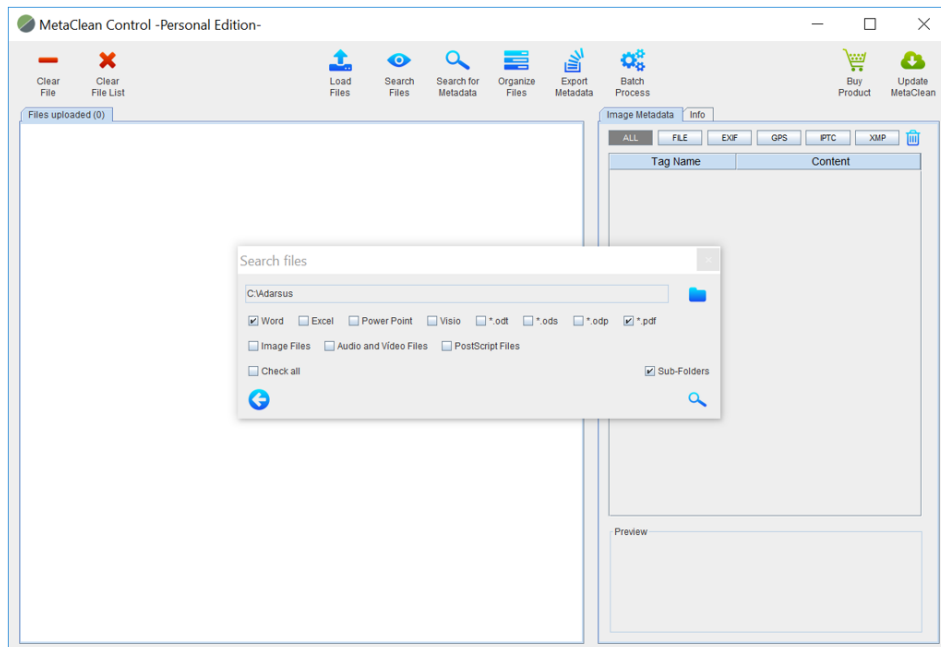 MetaClean Control -Personal Edition-
Clear File
Clear File List
Load Files
Search Files
Search for Metadata
Organize Files
Export Metadata
Batch Process
Buy Product
Update MetaClean
Files uploaded (0)
Image Metadata Info
ALL FILE EXIF GPS IPTC XMP
Tag Name Content
Search files
C:\Adarsus
Word Excel Power Point Visio *.odt *.ods *.odp *.pdf
Image Files Audio and Vídeo Files PostScript Files
Check all Sub-Folders
Preview